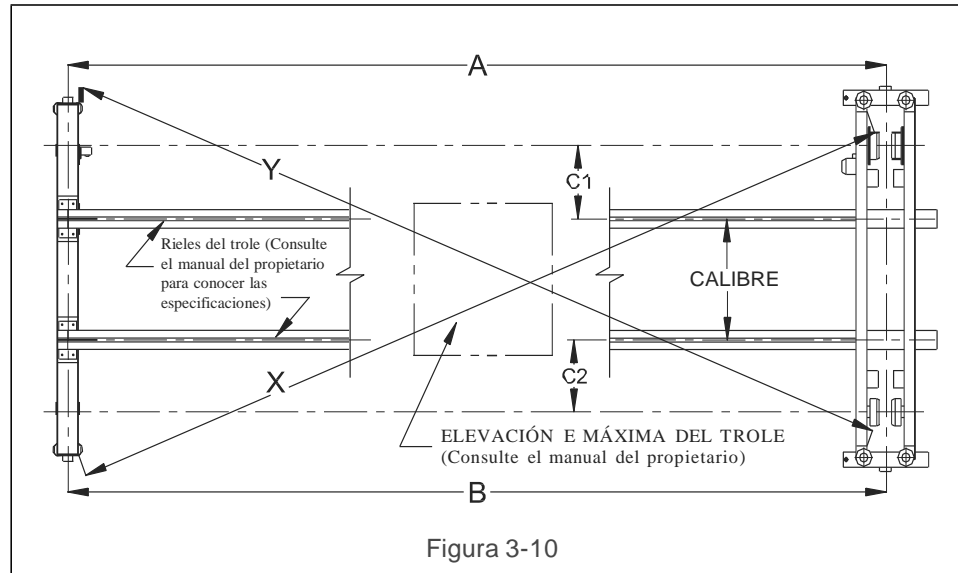 A
Y
C1
Rieles del trole (Consulte
el manual del propietario
para conocer las
especificaciones)
CALIBRE
X
C2
ELEVACIÓN E MÁXIMA DEL TROLE
(Consulte el manual del propietario)
B
Figura 3-10